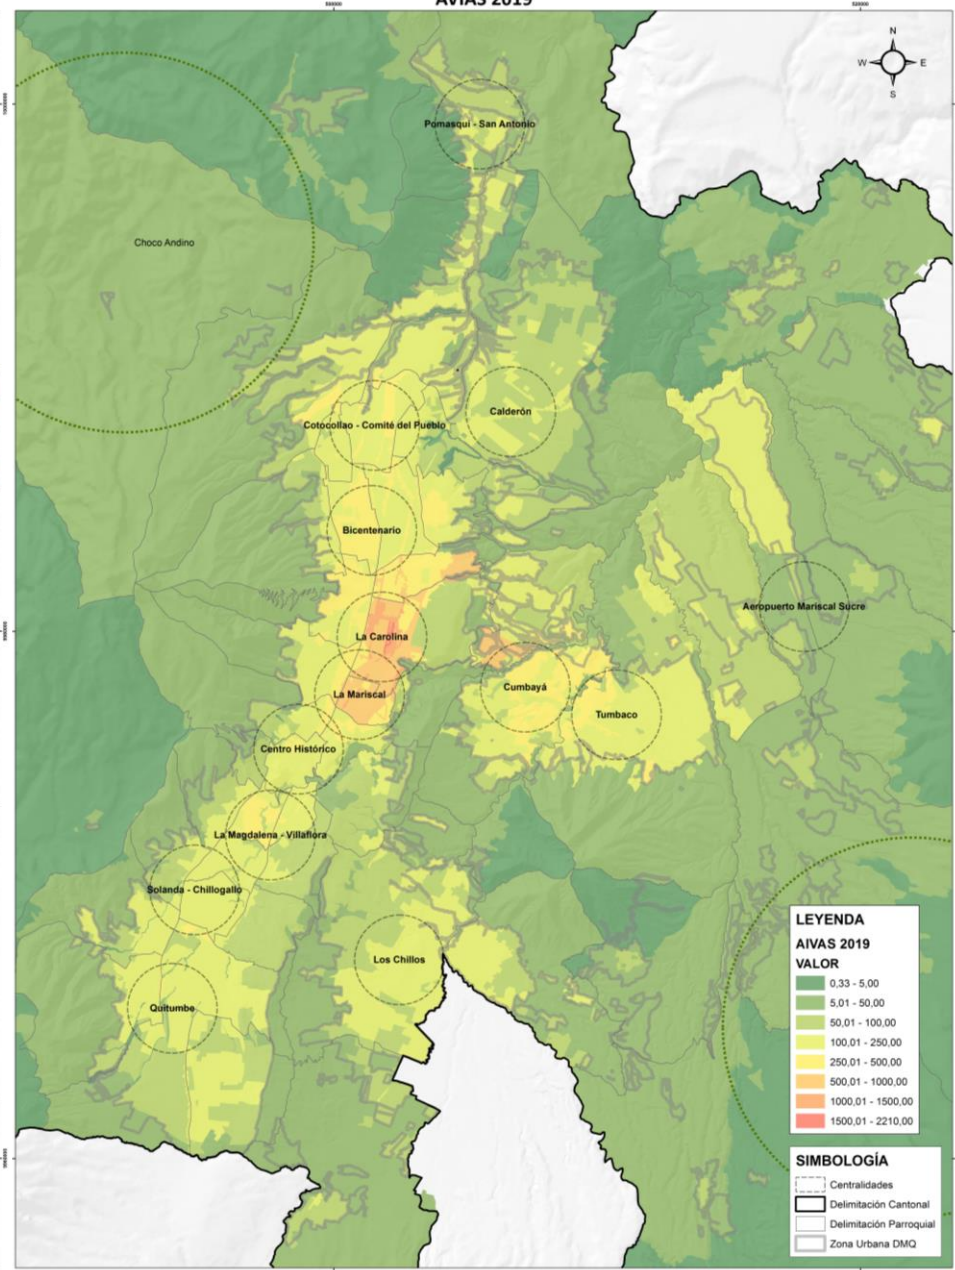 AVIAS 2019
N
W E
S
Pomasqui - San Antonio
Choco Andino
Calderón
Cotocollao - Comité del Pueblo
Bicentenario
Aeropuerto Mariscal Sucre
La Carolina
Cumbayá
La Mariscal
Tumbaco
Centro Histórico
La Magdalena - Villaflora
Solanda - Chillogallo
Los Chillos
Quitumbe
LEYENDA
AIVAS 2019
VALOR
0,33 - 5,00
5,01 - 50,00
50,01 - 100,00
100,01 - 250,00
250,01 - 500,00
500,01 - 1000,00
1000,01 - 1500,00
1500,01 - 2210,00
SIMBOLOGÍA
Centralidades
Delimitación Cantonal
Delimitación Parroquial
Zona Urbana DMQ